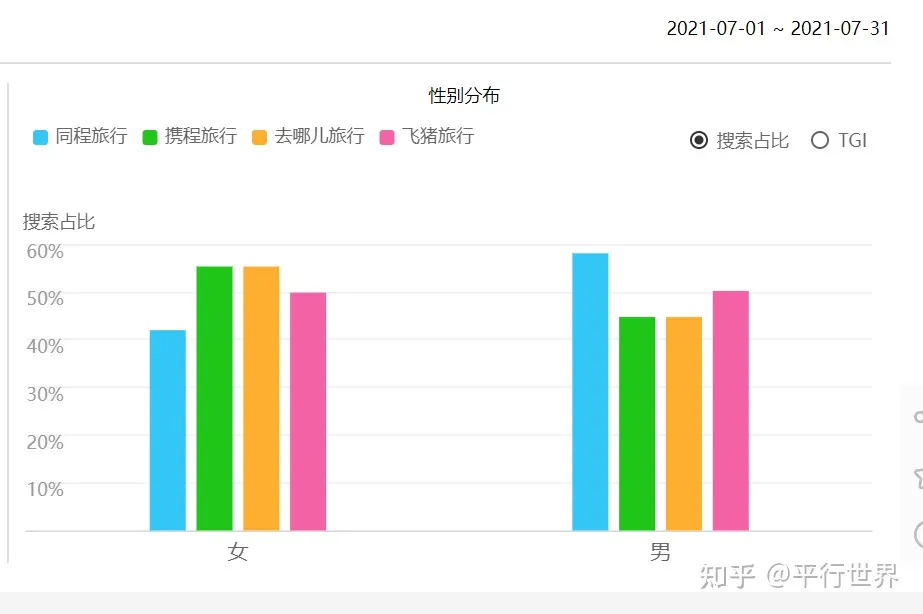 2021-07-01 ~ 2021-07-31
性别分布
同程旅行 携程旅行 去哪儿旅行 飞猪旅行
搜索占比 TGI
搜索占比
60%
50%
40%
30%
20%
10%
女 男
知乎 @平行世界